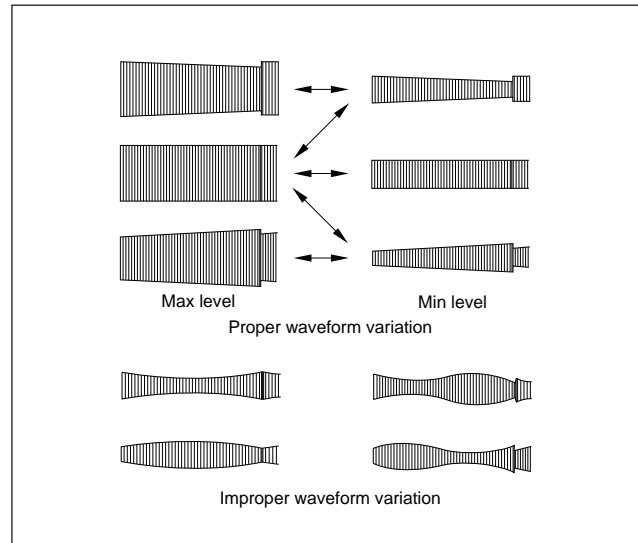 Max level
Min level
Proper waveform variation
Improper waveform variation